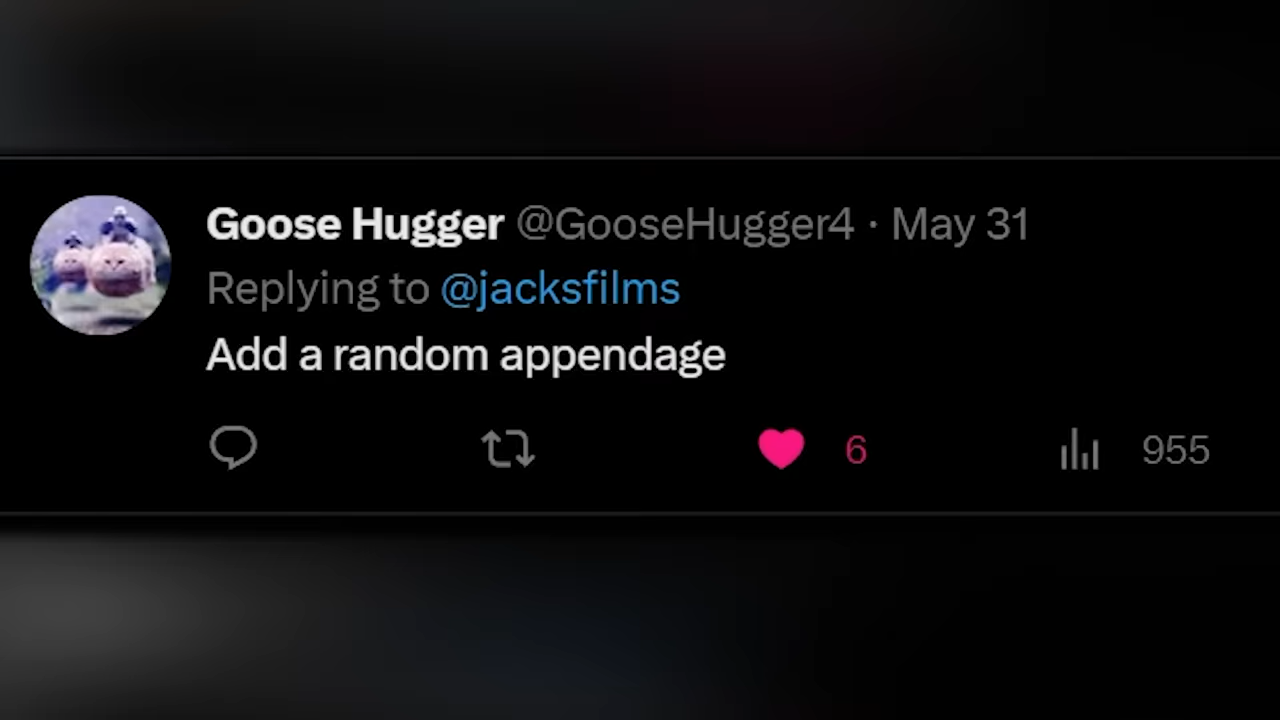 Goose Hugger @GooseHugger4 · May 31
Replying to @jacksfilms
Add a random appendage
6 955